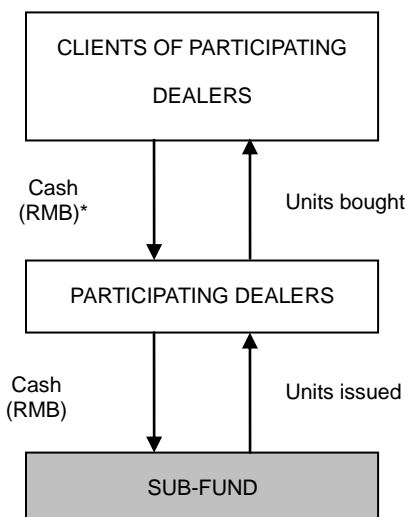 CLIENTS OF PARTICIPATING
DEALERS
Cash
(RMB)*
Units bought
PARTICIPATING DEALERS
Cash
(RMB)
Units issued
SUB-FUND